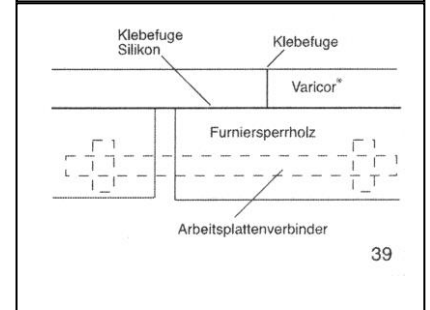 Klebefuge
Silikon
Klebefuge
Varicor*
Furniersperrholz
Arbeitsplattenverbinder
39